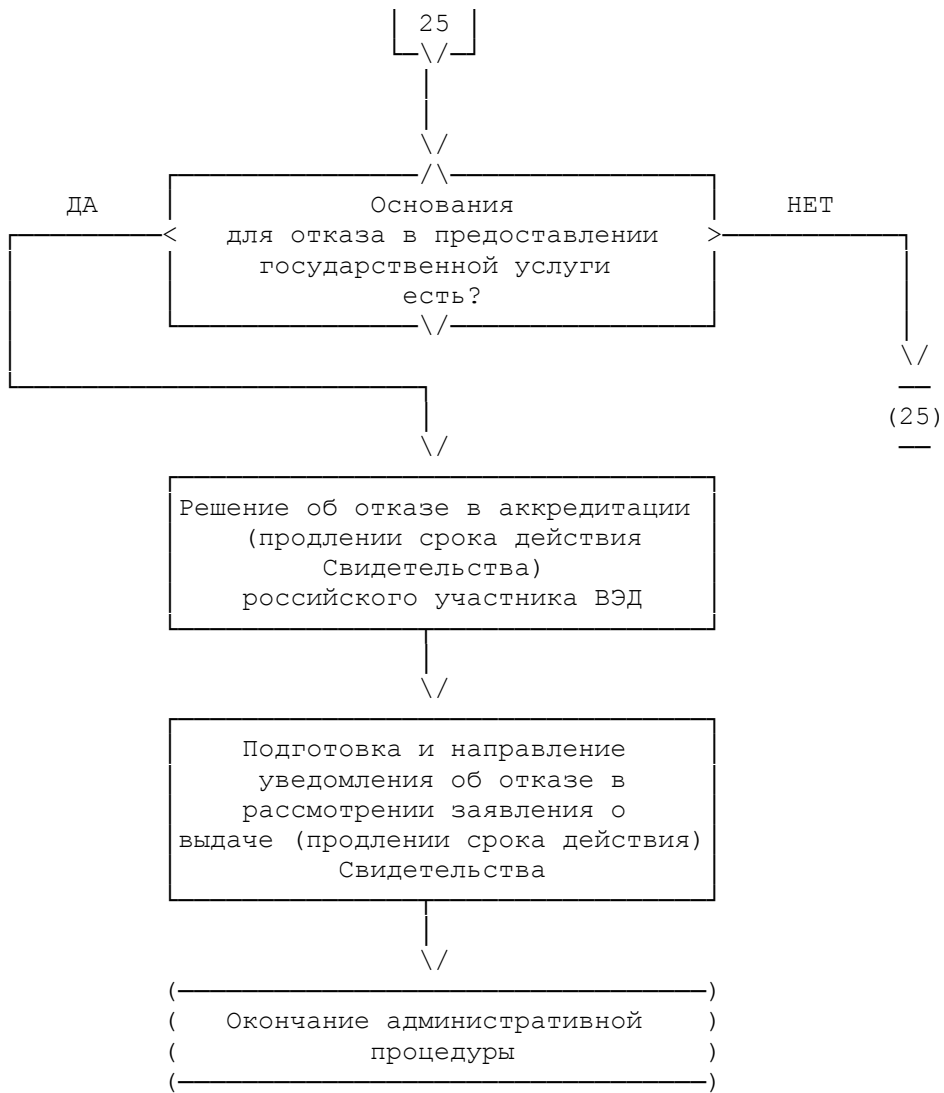 25
ДА
Основания
НЕТ
для отказа в предоставлении
государственной услуги
есть?
(25)
Решение об отказе в аккредитации
(продлении срока действия
Свидетельства)
российского участника ВЭД
Подготовка и направление
уведомления об отказе в
рассмотрении заявления о
выдаче (продлении срока действия)
Свидетельства
Окончание административной
процедуры